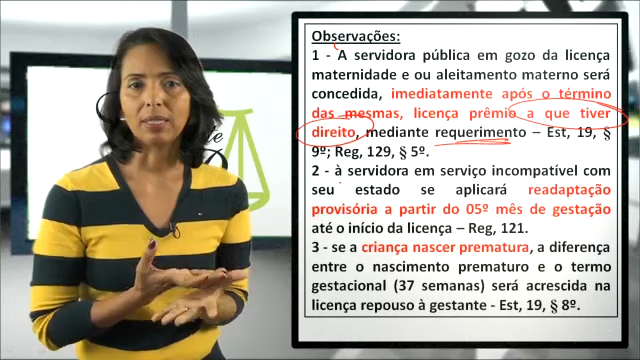 Observações:
1 - A servidora pública em gozo da licença
maternidade e ou aleitamento materno será
concedida, imediatamente após o término
das mesmas, licença prêmio a que tiver
direito, mediante requerimento – Est, 19, §
9º; Reg, 129, § 5º.
2 - à servidora em serviço incompatível com
seu estado se aplicará readaptação
provisória a partir do 05º mês de gestação
até o início da licença – Reg, 121.
3 - se a criança nascer prematura, a diferença
entre o nascimento prematuro e o termo
gestacional (37 semanas) será acrescida na
licença repouso à gestante - Est, 19, § 8º.